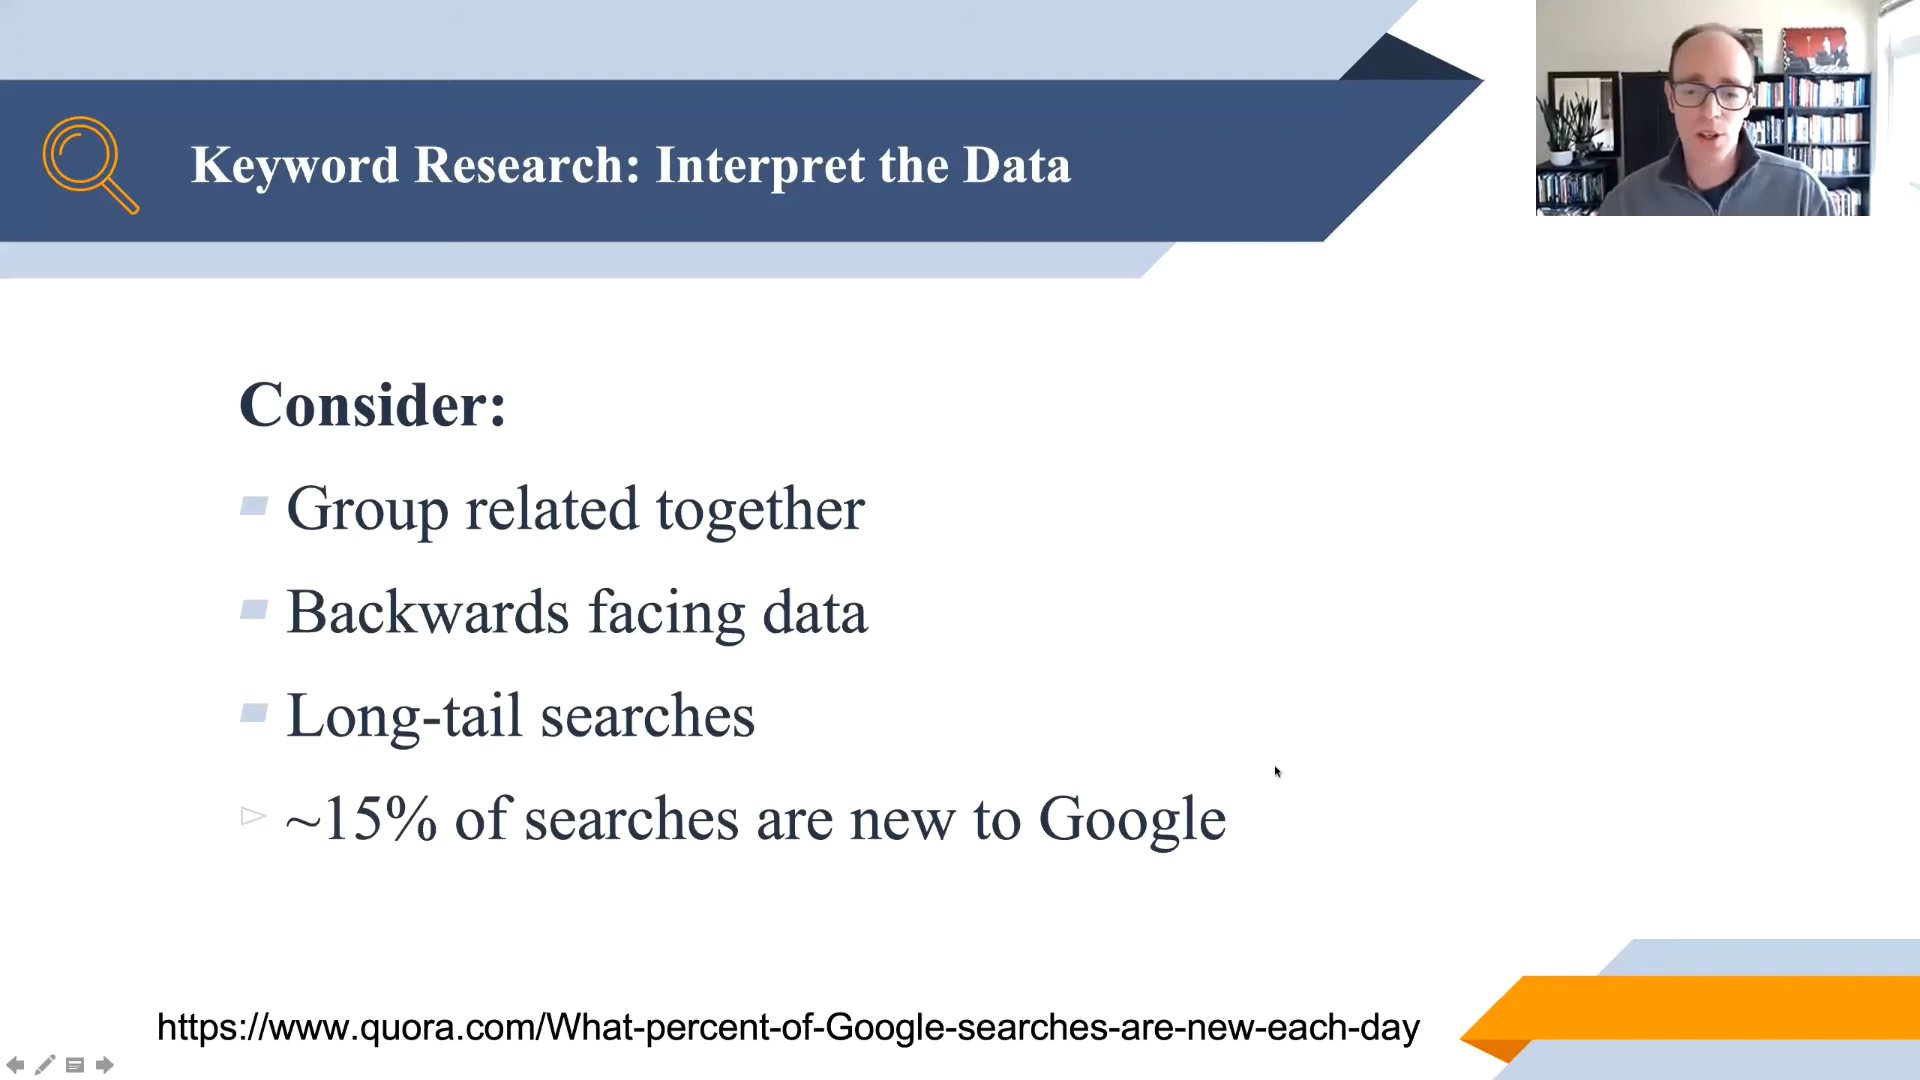 Keyword Research: Interpret the Data
Consider:
Group related together
Backwards facing data
Long-tail searches
~15% of searches are new to Google
https://www.quora.com/What-percent-of-Google-searches-are-new-each-day